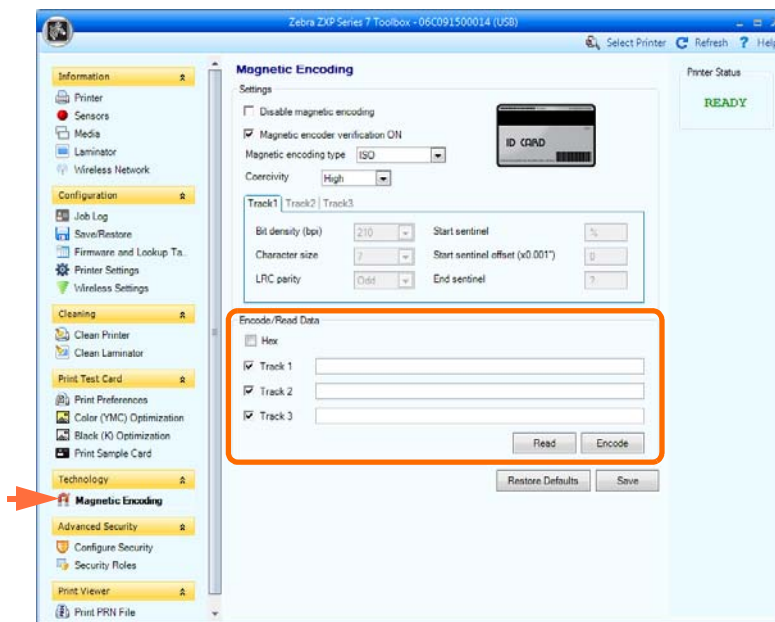 Zebra ZXP Series 7 Toolbox - 06C091500014 (USB)
Select Printer Refresh ? Help
Information
Printer
Sensors
Media
Laminator
Wireless Network
Configuration
Job Log
Save/Restore
Firmware and Lookup Ta..
Printer Settings
Wireless Settings
Cleaning
Clean Printer
Clean Laminator
Print Test Card
Print Preferences
Color (YMC) Optimization
Black (K) Optimization
Print Sample Card
Technology
Magnetic Encoding
Advanced Security
Configure Security
Security Roles
Print Viewer
Print PRN File
Magnetic Encoding
Settings
Disable magnetic encoding
Magnetic encoder verification ON
Magnetic encoding type ISO
Coercivity High
ID CARD
Track1 Track2 Track3
Bit density (bpi) 210 Start sentinel %
Character size 7 Start sentinel offset (x0.001") 0
LRC parity Odd End sentinel ?
Encode/Read Data
Hex
Track 1
Track 2
Track 3
Read Encode
Restore Defaults Save
Printer Status
READY